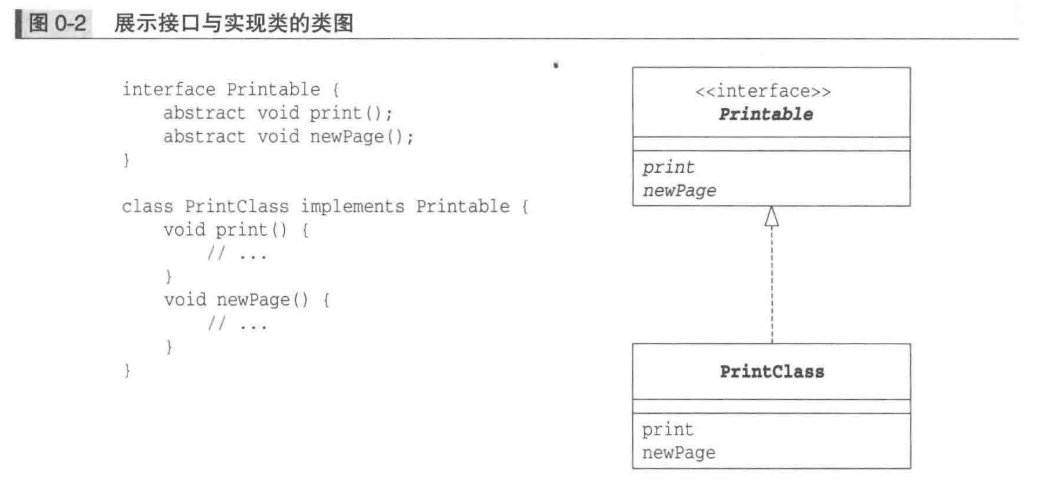 图 0-2 展示接口与实现类的类图
interface Printable {
    abstract void print();
    abstract void newPage();
}
class PrintClass implements Printable {
    void print() {
        // ...
    }
    void newPage() {
        // ...
    }
}
<<interface>>
Printable
print
newPage
PrintClass
print
newPage